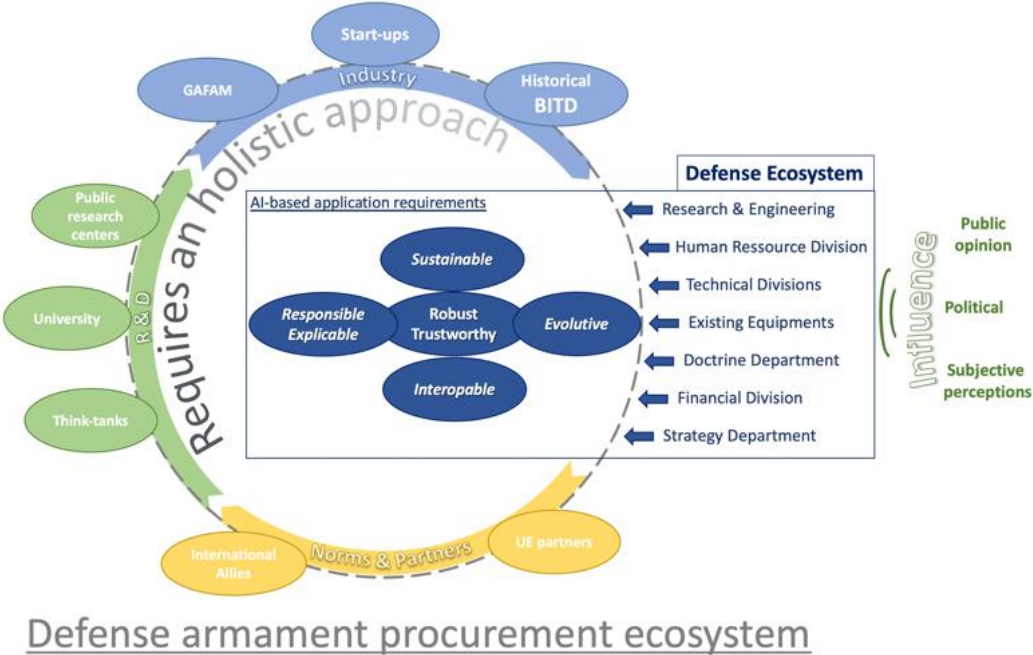 Start-ups
Industry
GAFAM
Historical
BITD
Requires an holistic approach
Public
research
centers
R & D
University
Think-tanks
Defense Ecosystem
AI-based application requirements
Sustainable
Responsible
Explicable
Robust
Trustworthy
Evolutive
Interopable
Research & Engineering
Human Ressource Division
Technical Divisions
Existing Equipments
Doctrine Department
Financial Division
Strategy Department
Influence
Public
opinion
Political
Subjective
perceptions
International
Allies
Norms & Partners
UE partners
Defense armament procurement ecosystem